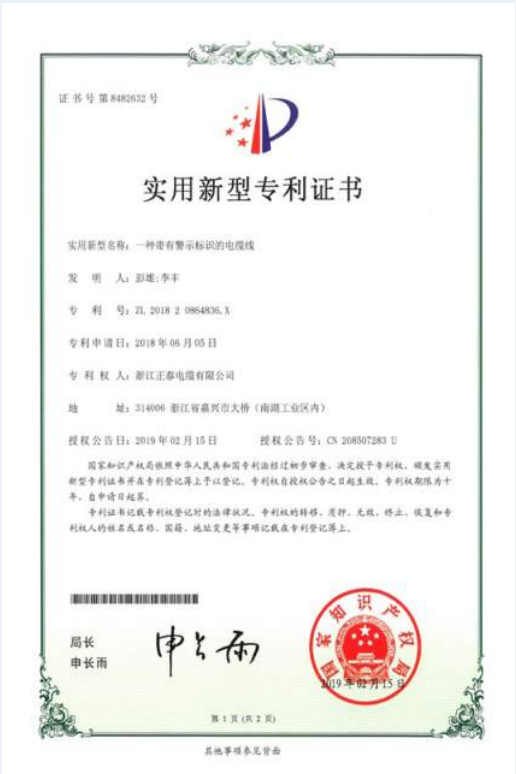 证书号第8482632号
实用新型专利证书
实用新型名称：一种带有警示标识的电缆线
发 明 人：彭雄;李丰
专 利 号：ZL 2018 2 0864836.X
专利申请日：2018年06月05日
专 利 权 人：浙江正泰电缆有限公司
地 址：314006 浙江省嘉兴市大桥（南湖工业区内）
授权公告日：2019年02月15日 授权公告号：CN 208507283 U
国家知识产权局依照中华人民共和国专利法经过初步审查，决定授予专利权，颁发实用
新型专利证书并在专利登记簿上予以登记。专利权自授权公告之日起生效。专利权期限为十
年，自申请日起算。
专利证书记载专利权登记时的法律状况。专利权的转移、质押、无效、终止、恢复和专
利权人的姓名或名称、国籍、地址变更等事项记载在专利登记簿上。
局长
申长雨
申长雨
国家知识产权局
2019年02月15日
第 1 页 (共 2 页)
其他事项参见背面